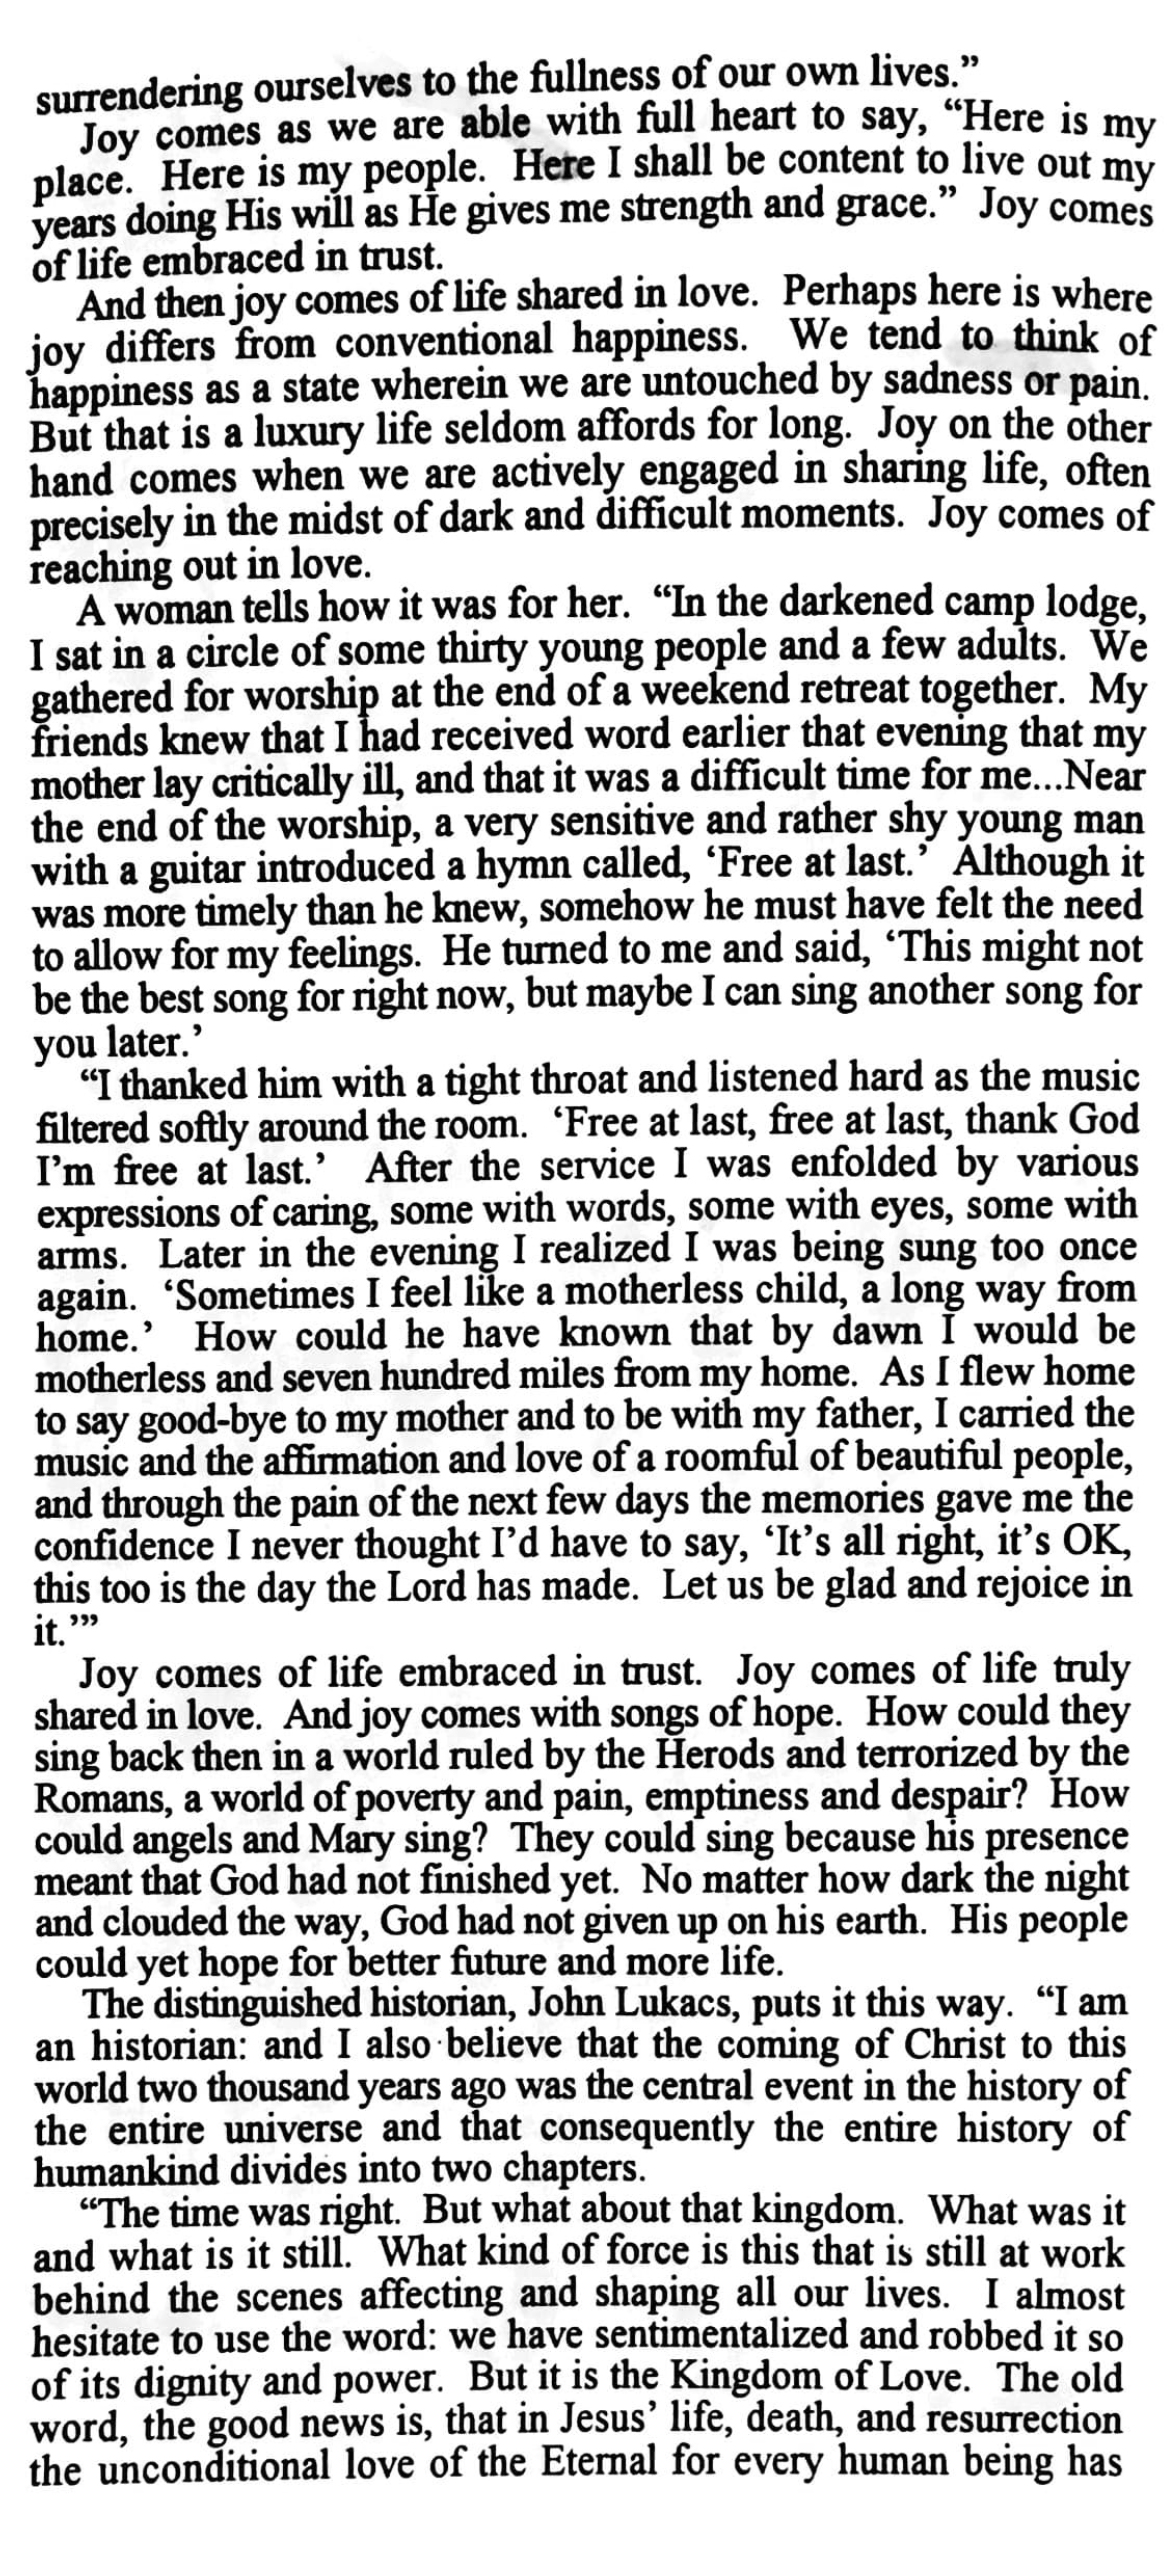 surrendering ourselves to the fullness of our own lives.”
Joy comes as we are able with full heart to say, “Here is my
place. Here is my people. Here I shall be content to live out my
years doing His will as He gives me strength and grace.” Joy comes
of life embraced in trust.
And then joy comes of life shared in love. Perhaps here is where
joy differs from conventional happiness. We tend to think of
happiness as a state wherein we are untouched by sadness or pain.
But that is a luxury life seldom affords for long. Joy on the other
hand comes when we are actively engaged in sharing life, often
precisely in the midst of dark and difficult moments. Joy comes of
reaching out in love.
A woman tells how it was for her. “In the darkened camp lodge,
I sat in a circle of some thirty young people and a few adults. We
gathered for worship at the end of a weekend retreat together. My
friends knew that I had received word earlier that evening that my
mother lay critically ill, and that it was a difficult time for me...Near
the end of the worship, a very sensitive and rather shy young man
with a guitar introduced a hymn called, ‘Free at last.’ Although it
was more timely than he knew, somehow he must have felt the need
to allow for my feelings. He turned to me and said, ‘This might not
be the best song for right now, but maybe I can sing another song for
you later.’
“I thanked him with a tight throat and listened hard as the music
filtered softly around the room. ‘Free at last, free at last, thank God
I’m free at last.’ After the service I was enfolded by various
expressions of caring, some with words, some with eyes, some with
arms. Later in the evening I realized I was being sung too once
again. ‘Sometimes I feel like a motherless child, a long way from
home.’ How could he have known that by dawn I would be
motherless and seven hundred miles from my home. As I flew home
to say good-bye to my mother and to be with my father, I carried the
music and the affirmation and love of a roomful of beautiful people,
and through the pain of the next few days the memories gave me the
confidence I never thought I’d have to say, ‘It’s all right, it’s OK,
this too is the day the Lord has made. Let us be glad and rejoice in
it.’”
Joy comes of life embraced in trust. Joy comes of life truly
shared in love. And joy comes with songs of hope. How could they
sing back then in a world ruled by the Herods and terrorized by the
Romans, a world of poverty and pain, emptiness and despair? How
could angels and Mary sing? They could sing because his presence
meant that God had not finished yet. No matter how dark the night
and clouded the way, God had not given up on his earth. His people
could yet hope for better future and more life.
The distinguished historian, John Lukacs, puts it this way. “I am
an historian: and I also believe that the coming of Christ to this
world two thousand years ago was the central event in the history of
the entire universe and that consequently the entire history of
humankind divides into two chapters.
“The time was right. But what about that kingdom. What was it
and what is it still. What kind of force is this that is still at work
behind the scenes affecting and shaping all our lives. I almost
hesitate to use the word: we have sentimentalized and robbed it so
of its dignity and power. But it is the Kingdom of Love. The old
word, the good news is, that in Jesus’ life, death, and resurrection
the unconditional love of the Eternal for every human being has